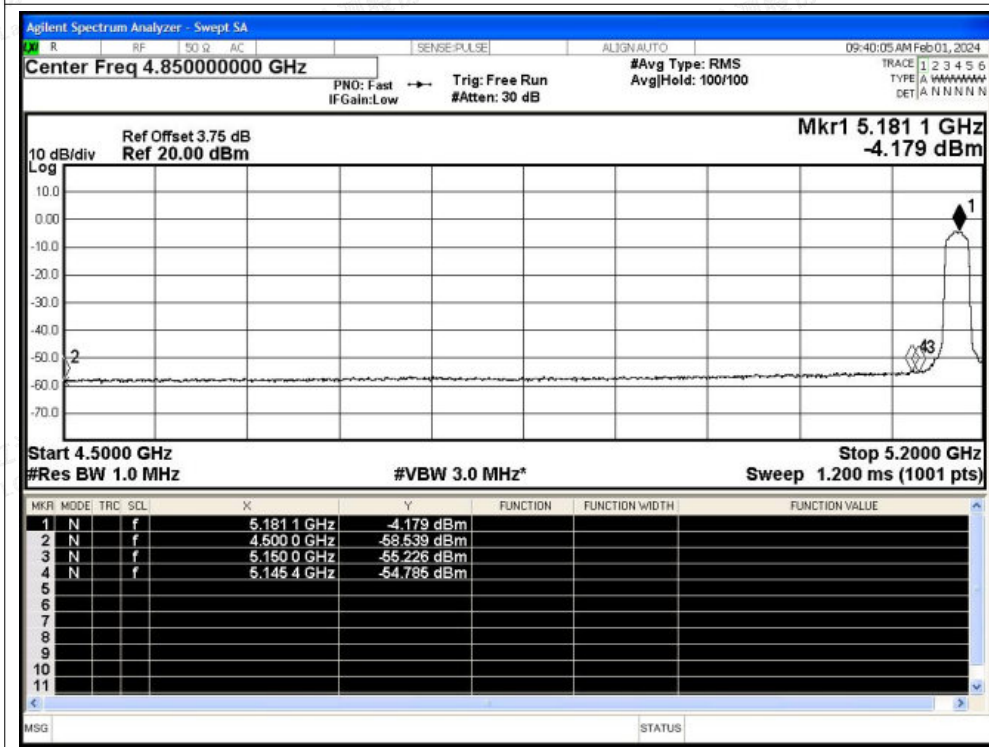 Agilent Spectrum Analyzer - Swept SA
LXI R RF 50 Ω AC SENSE:PULSE ALIGNAUTO 09:40:05 AM Feb 01, 2024
Center Freq 4.850000000 GHz #Avg Type: RMS TRACE 1 2 3 4 5 6
PNO: Fast Trig: Free Run Avg|Hold: 100/100 TYPE A WWWWW
IFGain:Low #Atten: 30 dB DET A N N N N N
Mkr1 5.181 1 GHz
Ref Offset 3.75 dB
10 dB/div Ref 20.00 dBm -4.179 dBm
Log
10.0
1
0.00
-10.0
-20.0
-30.0
-40.0
43
-50.0 2
-60.0
-70.0
Start 4.5000 GHz Stop 5.2000 GHz
#Res BW 1.0 MHz #VBW 3.0 MHz* Sweep 1.200 ms (1001 pts)
MKR MODE TRC SCL X Y FUNCTION FUNCTION WIDTH FUNCTION VALUE
1 N f 5.181 1 GHz -4.179 dBm
2 N f 4.500 0 GHz -58.539 dBm
3 N f 5.150 0 GHz -55.226 dBm
4 N f 5.145 4 GHz -54.785 dBm
5
6
7
8
9
10
11
MSG STATUS